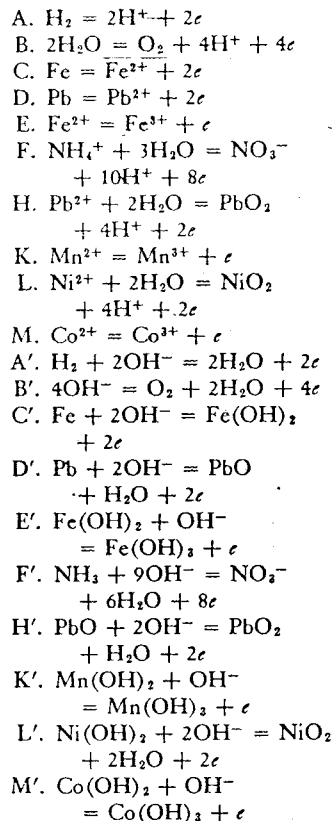 A. H₂ = 2H⁺ + 2e
B. 2H₂O = O₂ + 4H⁺ + 4e
C. Fe = Fe²⁺ + 2e
D. Pb = Pb²⁺ + 2e
E. Fe²⁺ = Fe³⁺ + e
F. NH₄⁺ + 3H₂O = NO₃⁻
+ 10H⁺ + 8e
H. Pb²⁺ + 2H₂O = PbO₂
+ 4H⁺ + 2e
K. Mn²⁺ = Mn³⁺ + e
L. Ni²⁺ + 2H₂O = NiO₂
+ 4H⁺ + 2e
M. Co²⁺ = Co³⁺ + e
A′. H₂ + 2OH⁻ = 2H₂O + 2e
B′. 4OH⁻ = O₂ + 2H₂O + 4e
C′. Fe + 2OH⁻ = Fe(OH)₂
+ 2e
D′. Pb + 2OH⁻ = PbO
+ H₂O + 2e
E′. Fe(OH)₂ + OH⁻
= Fe(OH)₃ + e
F′. NH₃ + 9OH⁻ = NO₃⁻
+ 6H₂O + 8e
H′. PbO + 2OH⁻ = PbO₂
+ H₂O + 2e
K′. Mn(OH)₂ + OH⁻
= Mn(OH)₃ + e
L′. Ni(OH)₂ + 2OH⁻ = NiO₂
+ 2H₂O + 2e
M′. Co(OH)₂ + OH⁻
= Co(OH)₃ + e